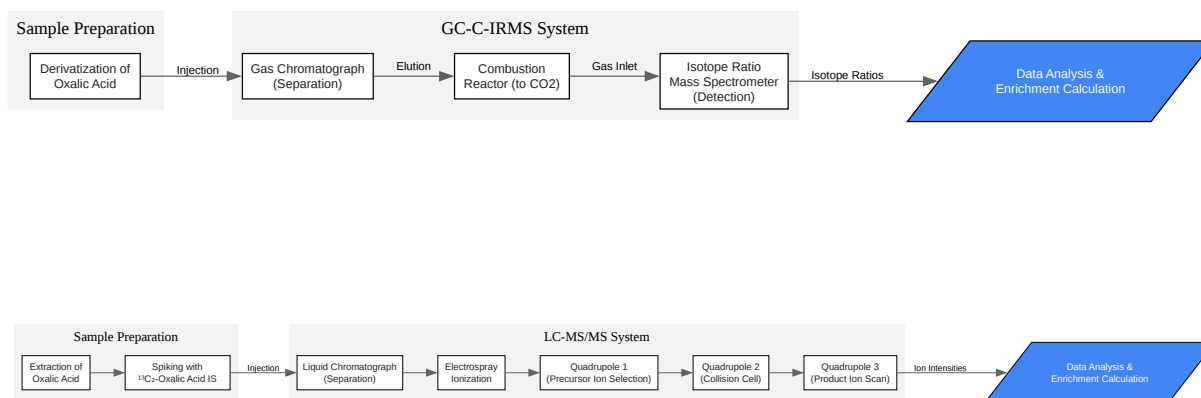 Sample Preparation
GC-C-IRMS System
Derivatization of
Oxalic Acid
Injection
Gas Chromatograph
(Separation)
Elution
Combustion
Reactor (to CO2)
Gas Inlet
Isotope Ratio
Mass Spectrometer
(Detection)
Isotope Ratios
Data Analysis &
Enrichment Calculation
Sample Preparation
LC-MS/MS System
Extraction of
Oxalic Acid
Spiking with
¹³C₂-Oxalic Acid IS
Injection
Liquid Chromatograph
(Separation)
Electrospray
Ionization
Quadrupole 1
(Precursor Ion Selection)
Quadrupole 2
(Collision Cell)
Quadrupole 3
(Product Ion Scan)
Ion Intensities
Data Analysis &
Enrichment Calculation